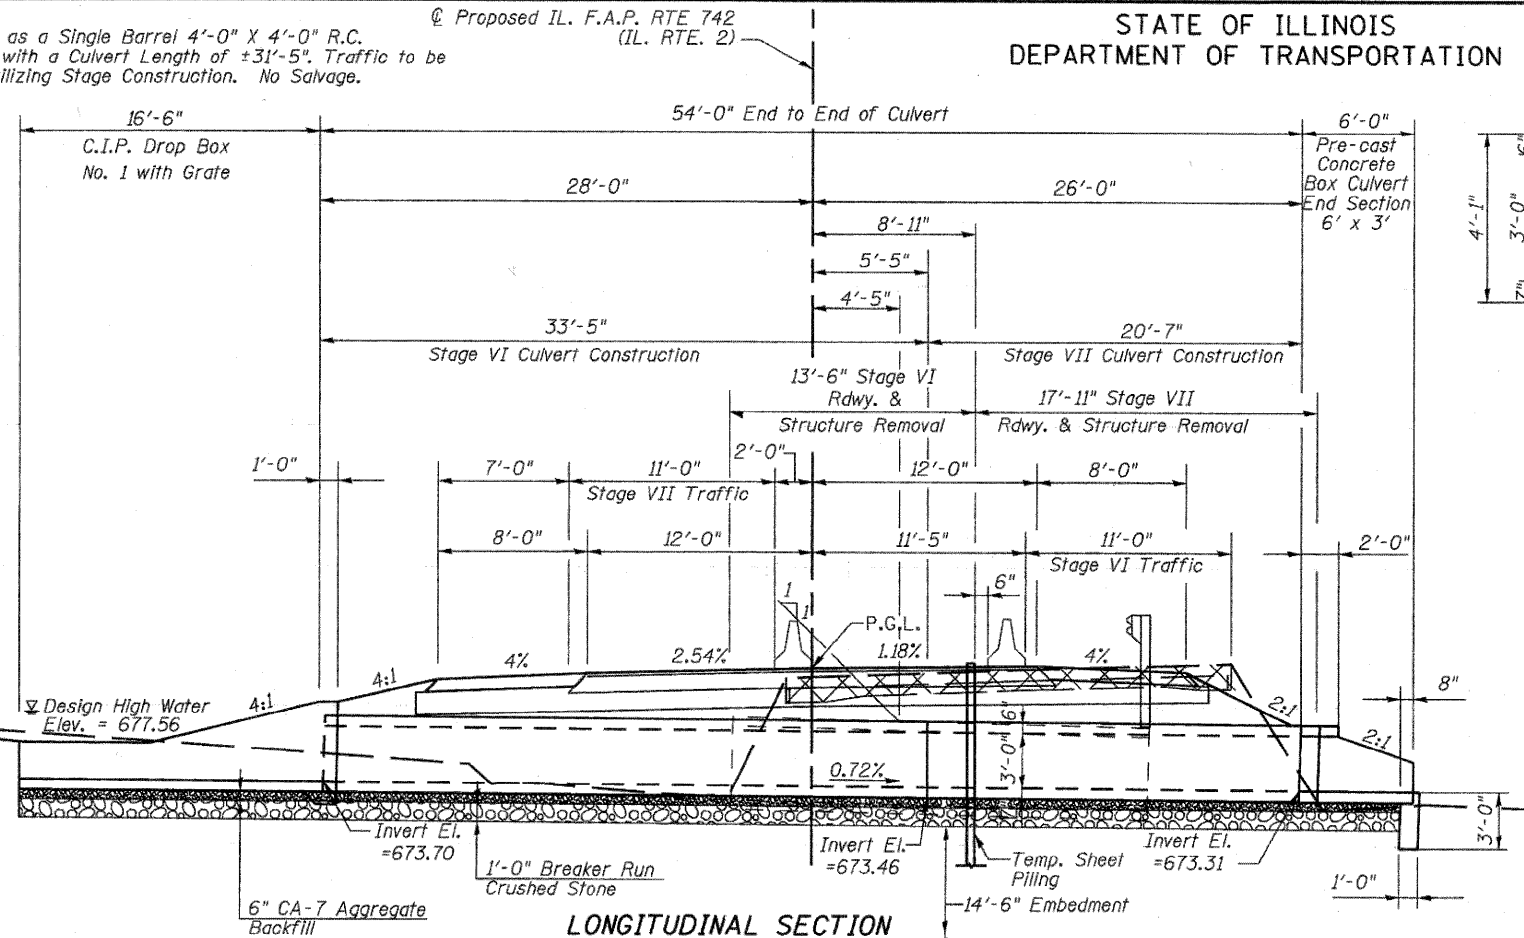 ℄ Proposed IL. F.A.P. RTE 742
(IL. RTE. 2)
STATE OF ILLINOIS
DEPARTMENT OF TRANSPORTATION
as a Single Barrel 4'-0" X 4'-0" R.C.
with a Culvert Length of ±31'-5". Traffic to be
ilizing Stage Construction. No Salvage.
16'-6"
C.I.P. Drop Box
No. 1 with Grate
54'-0" End to End of Culvert
6'-0"
Pre-cast
Concrete
Box Culvert
End Section
6' x 3'
28'-0"
26'-0"
4'-1"
3'-0"
6"
7"
8'-11"
5'-5"
4'-5"
33'-5"
Stage VI Culvert Construction
20'-7"
Stage VII Culvert Construction
13'-6" Stage VI
Rdwy. &
Structure Removal
17'-11" Stage VII
Rdwy. & Structure Removal
1'-0"
7'-0"
11'-0"
Stage VII Traffic
2'-0"
12'-0"
8'-0"
8'-0"
12'-0"
11'-5"
11'-0"
Stage VI Traffic
2'-0"
6"
1
1
P.G.L.
4:1
4:1
4%
2.54%
1.18%
4%
2:1
2:1
8"
Design High Water
Elev. = 677.56
6"
3'-0"
0.72%
3'-0"
Invert El.
=673.70
Invert El.
=673.46
Invert El.
=673.31
1'-0" Breaker Run
Crushed Stone
Temp. Sheet
Piling
1'-0"
6" CA-7 Aggregate
Backfill
14'-6" Embedment
LONGITUDINAL SECTION